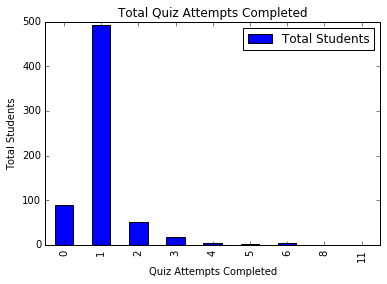 Total Quiz Attempts Completed
500
400
300
200
100
0
Total Students
Total Students
0 1 2 3 4 5 6 8 11
Quiz Attempts Completed